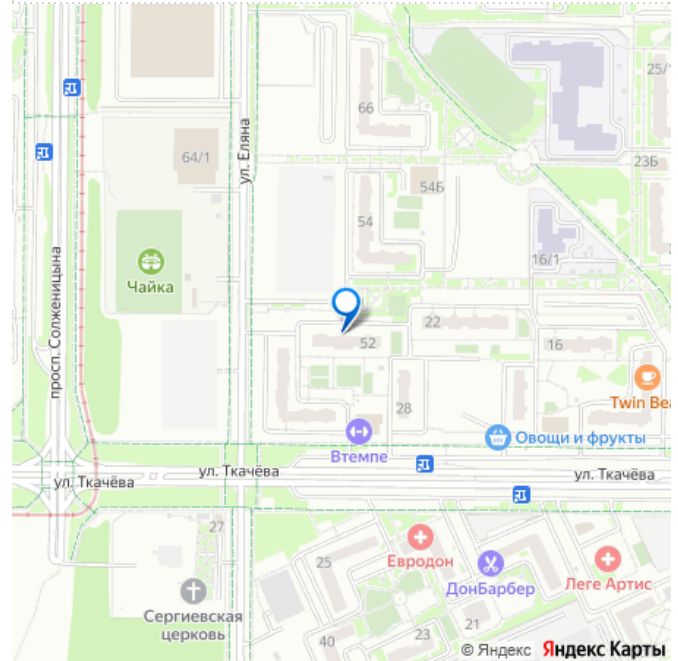 66
25/1
64/1
ул. Еляна
23Б
54Б
54
16/1
Чайка
просп. Солженицына
22
52
16
28
Twin Bea
Овощи и фрукты
Втемпе
ул. Ткачёва
ул. Ткачёва
ул. Ткачёва
27
25
Евродон
ДонБарбер
Леге Артис
Сергиевская
церковь
40
23
21
© Яндекс Яндекс Карты